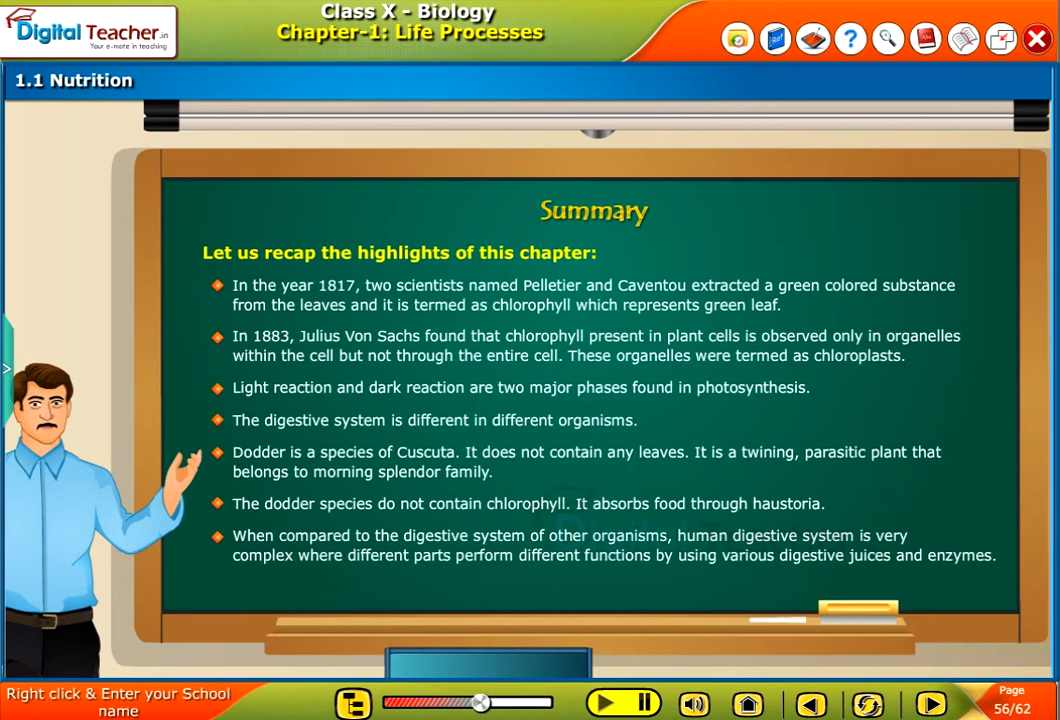 Class X - Biology
Chapter-1: Life Processes
Digital Teacher.in
Your e-mate in teaching
1.1 Nutrition
Summary
Let us recap the highlights of this chapter:
In the year 1817, two scientists named Pelletier and Caventou extracted a green colored substance
from the leaves and it is termed as chlorophyll which represents green leaf.
In 1883, Julius Von Sachs found that chlorophyll present in plant cells is observed only in organelles
within the cell but not through the entire cell. These organelles were termed as chloroplasts.
Light reaction and dark reaction are two major phases found in photosynthesis.
The digestive system is different in different organisms.
Dodder is a species of Cuscuta. It does not contain any leaves. It is a twining, parasitic plant that
belongs to morning splendor family.
The dodder species do not contain chlorophyll. It absorbs food through haustoria.
When compared to the digestive system of other organisms, human digestive system is very
complex where different parts perform different functions by using various digestive juices and enzymes.
Right click & Enter your School
name
Page
56/62